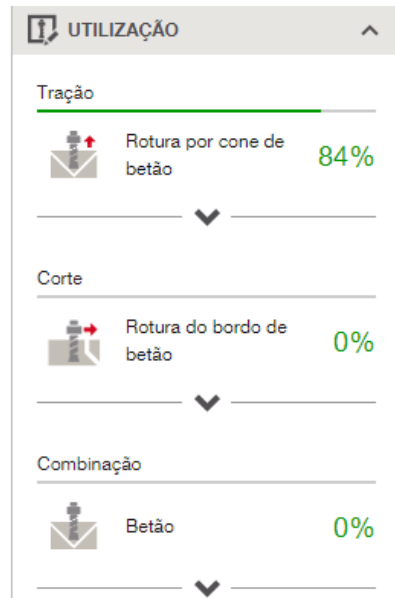 UTILIZAÇÃO
Tração
Rotura por cone de
betão
84%
Corte
Rotura do bordo de
betão
0%
Combinação
Betão
0%